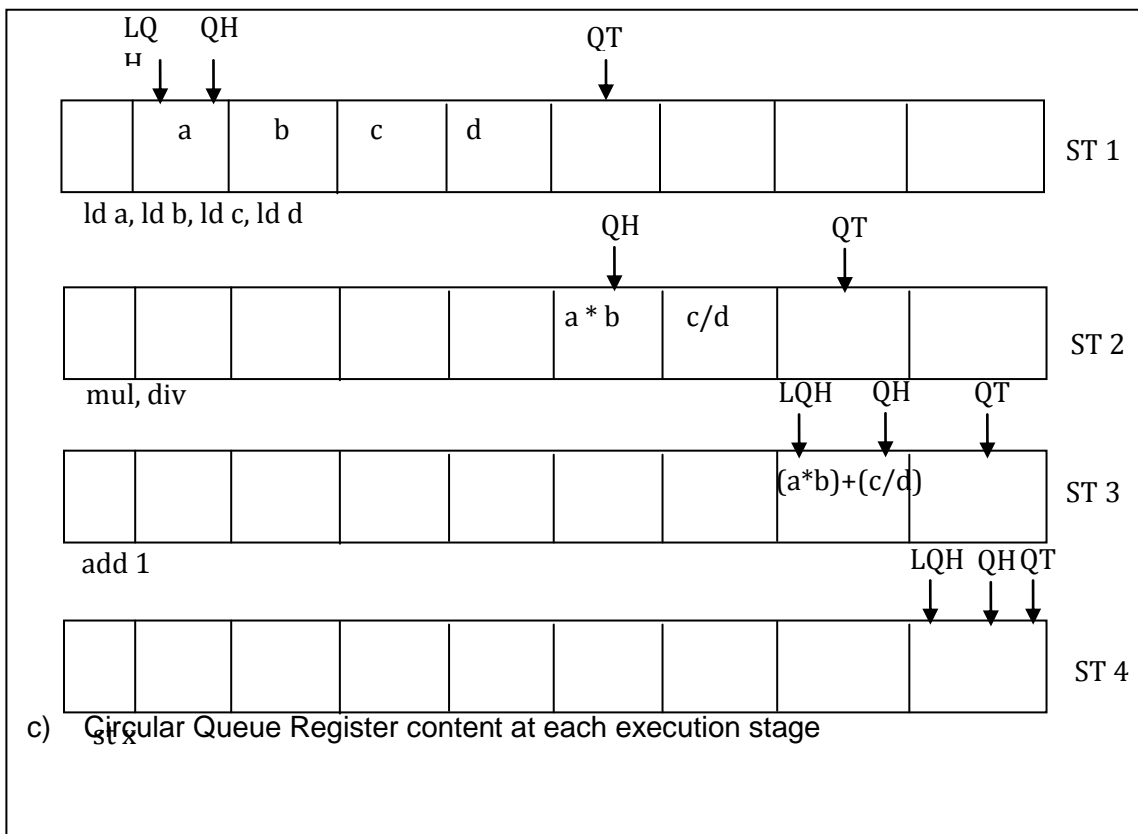 LQH QH QT
a b c d
ST 1
ld a, ld b, ld c, ld d
QH QT
a * b c/d
ST 2
mul, div
LQH QH QT
(a*b)+(c/d)
ST 3
add 1
LQH QH QT
ST 4
c) Circular Queue Register content at each execution stage
st x